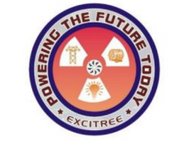 POWERING THE FUTURE TODAY
EXCITREE